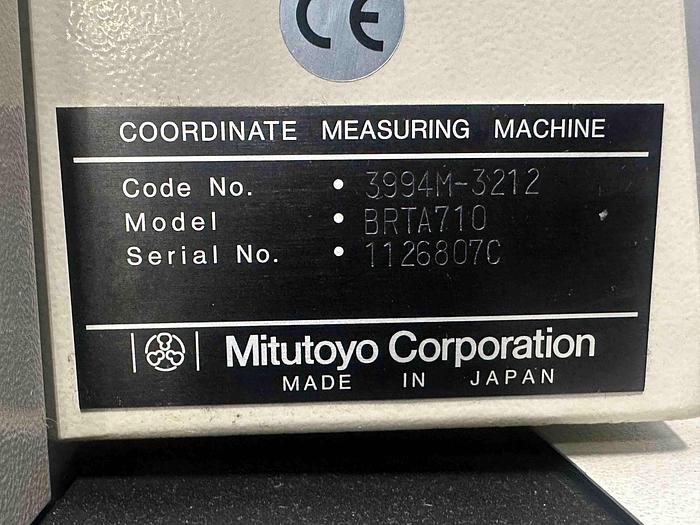 CE
COORDINATE MEASURING MACHINE
Code No. • 3994M-3212
Model • BRTA710
Serial No. • 1126807C
Mitutoyo Corporation
MADE IN JAPAN